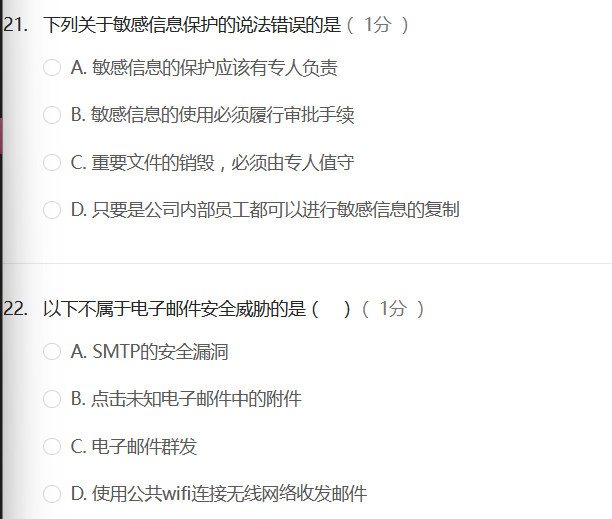 21. 下列关于敏感信息保护的说法错误的是 ( 1分 )
A. 敏感信息的保护应该有专人负责
B. 敏感信息的使用必须履行审批手续
C. 重要文件的销毁，必须由专人值守
D. 只要是公司内部员工都可以进行敏感信息的复制
22. 以下不属于电子邮件安全威胁的是 ( ) ( 1分 )
A. SMTP的安全漏洞
B. 点击未知电子邮件中的附件
C. 电子邮件群发
D. 使用公共wifi连接无线网络收发邮件